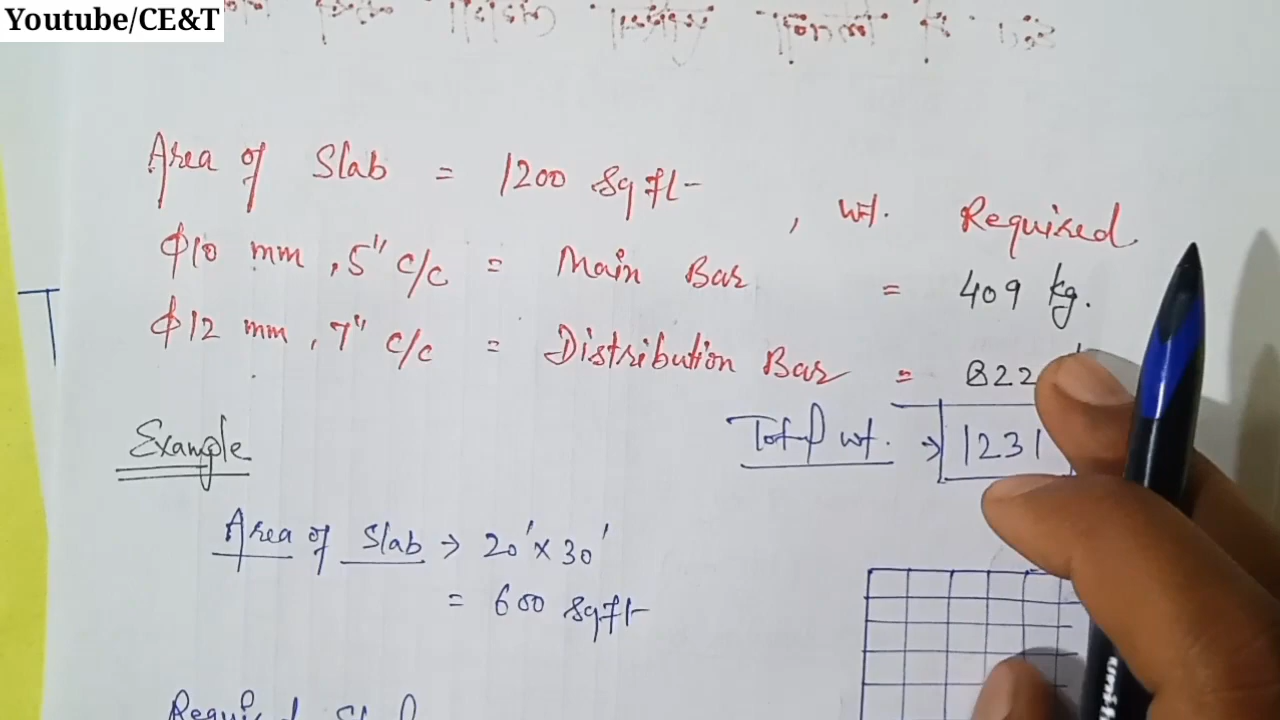 Youtube/CE&T
Area of Slab = 1200 Sqft , wt. Required
Φ10 mm, 5" c/c = Main Bar = 409 kg.
Φ12 mm, 7" c/c = Distribution Bar = 822
Total wt. → 1231
Example
Area of Slab → 20' x 30'
= 600 Sqft